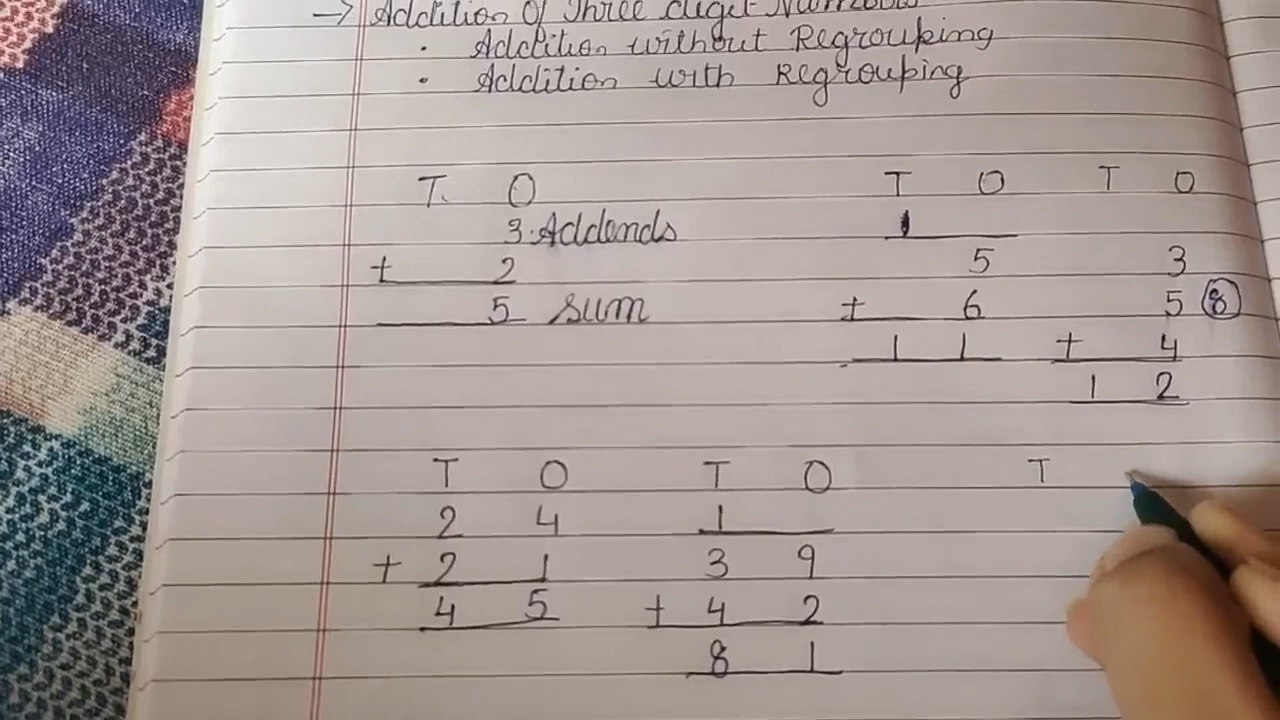 → Addition of Three digit Numbers
· Addition without Regrouping
· Addition with Regrouping
T. O
3 · Addends
+ 2
5 Sum
T O
1
5
+ 6
1 1
T O
3
5 8
+ 4
1 2
T O
2 4
+ 2 1
4 5
T O
1
3 9
+ 4 2
8 1
T